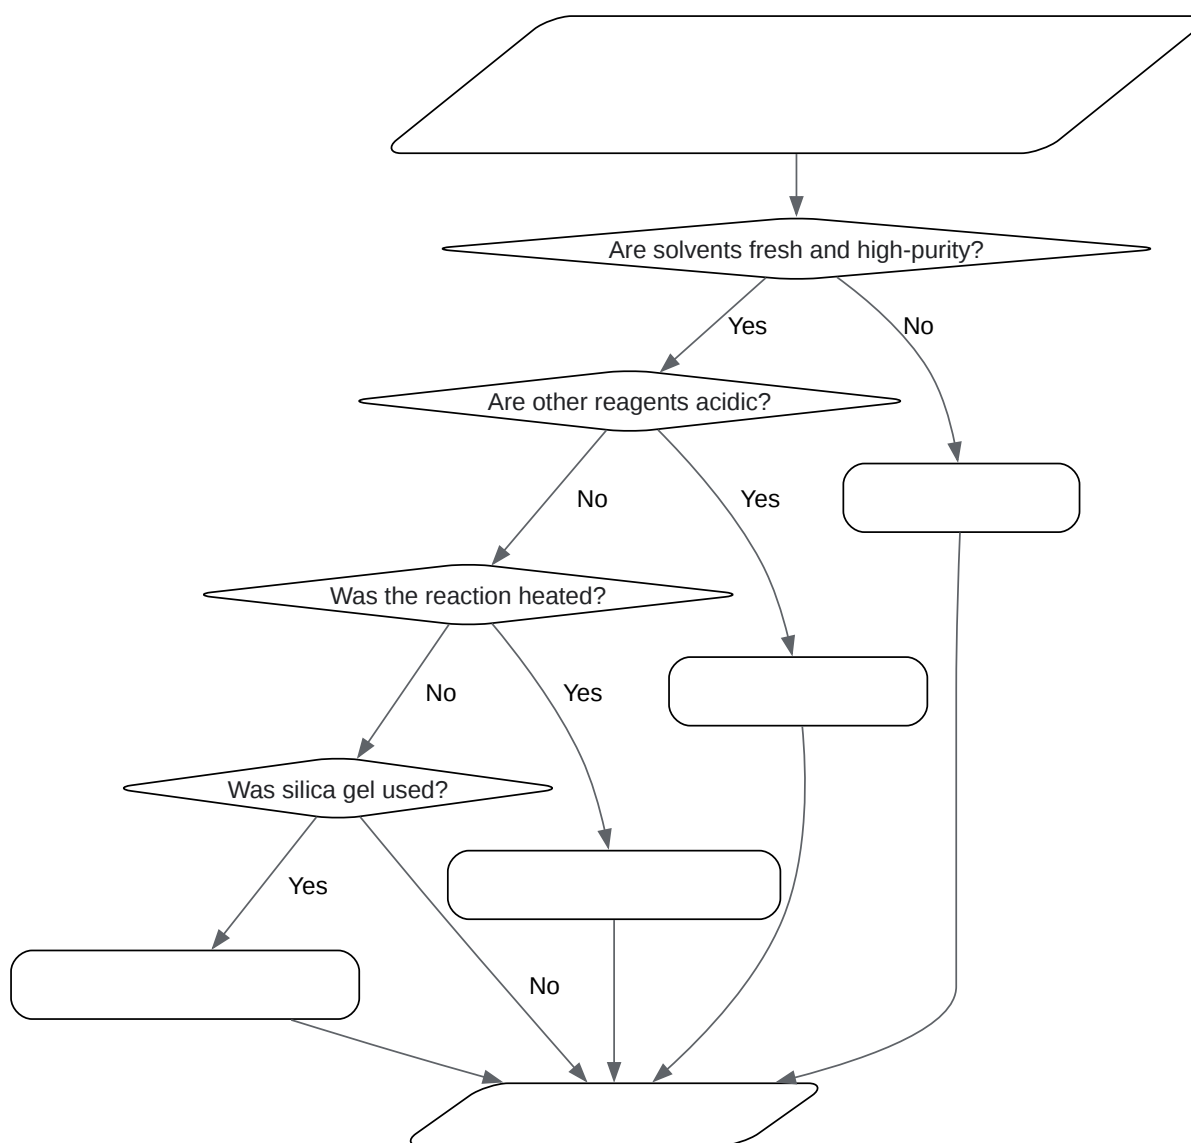 Are solvents fresh and high-purity?
Yes
No
Are other reagents acidic?
No
Yes
Was the reaction heated?
No
Yes
Was silica gel used?
Yes
No